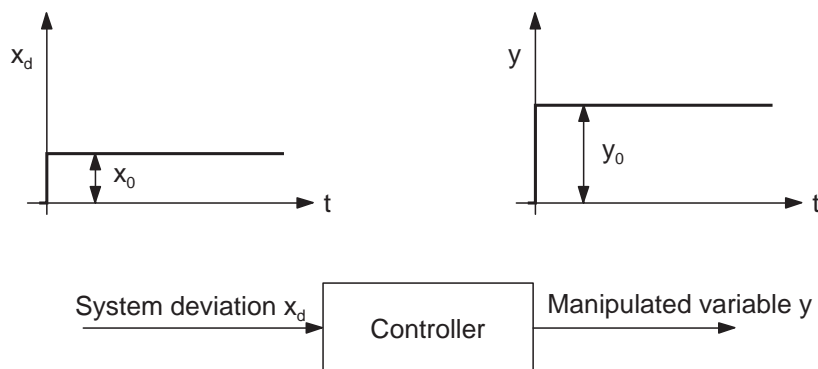 x_d
x_0
t
y
y_0
t
System deviation x_d
Controller
Manipulated variable y